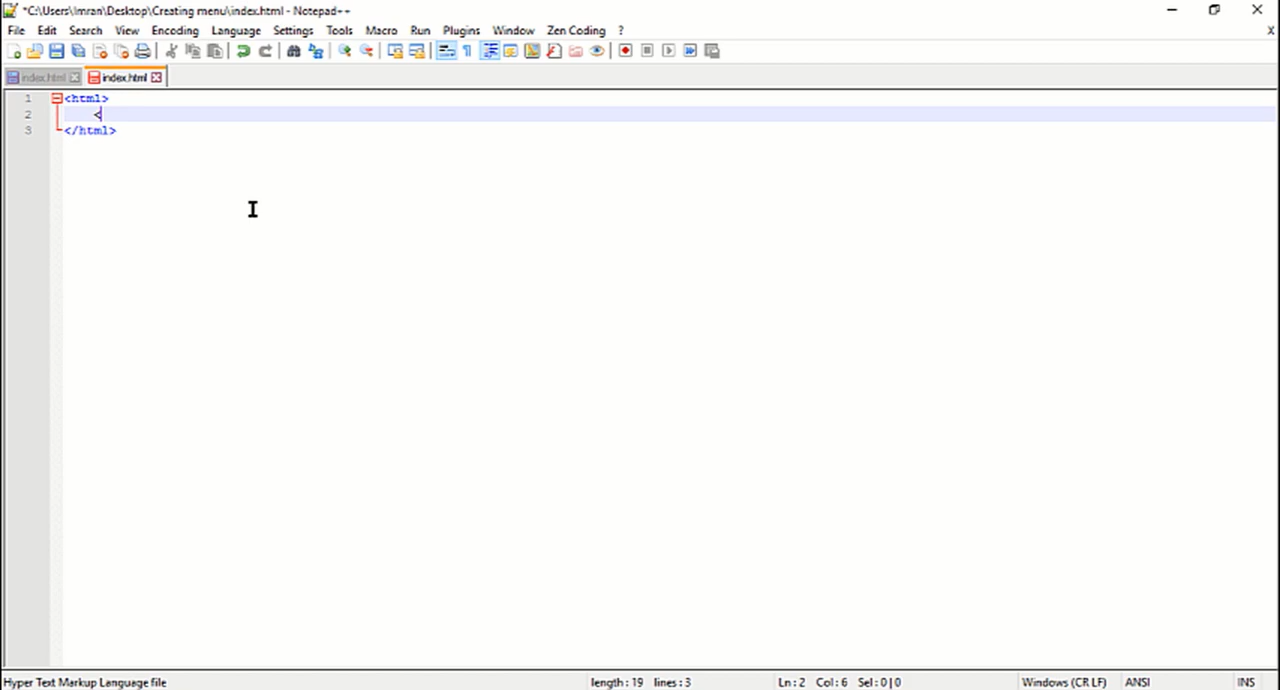 *C:\Users\Imran\Desktop\Creating menu\index.html - Notepad++
File Edit Search View Encoding Language Settings Tools Macro Run Plugins Window Zen Coding ? X
index.html index.html
1 <html>
2 <
3 </html>
Hyper Text Markup Language file length : 19 lines : 3 Ln : 2 Col : 6 Sel : 0 | 0 Windows (CR LF) ANSI INS